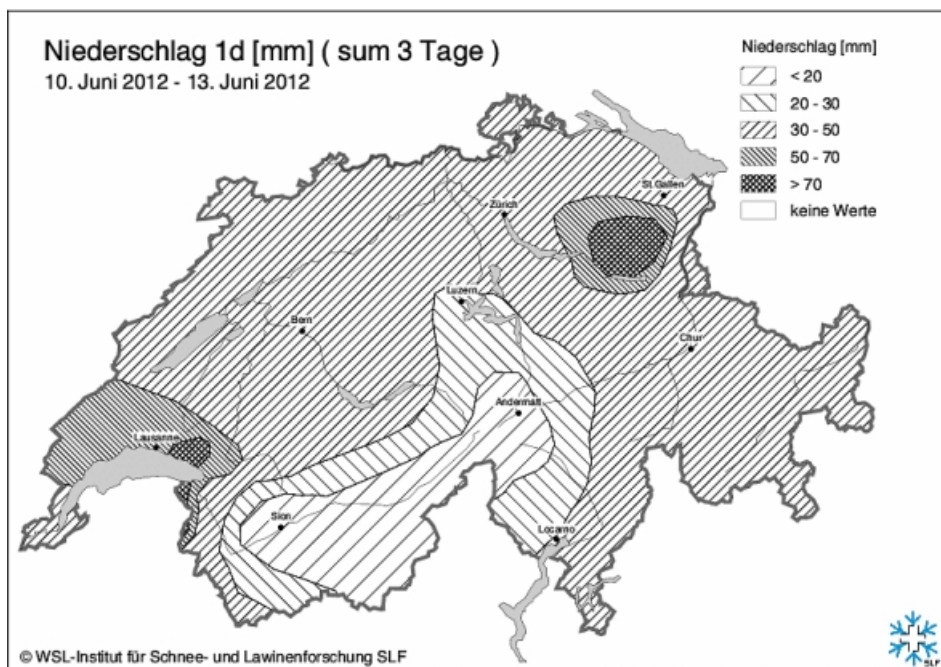 Niederschlag 1d [mm] ( sum 3 Tage )
10. Juni 2012 - 13. Juni 2012
Niederschlag [mm]
< 20
20 - 30
30 - 50
50 - 70
> 70
keine Werte
St.Gallen
Zürich
Luzern
Bern
Chur
Andermatt
Lausanne
Sion
Locarno
© WSL-Institut für Schnee- und Lawinenforschung SLF
SLF